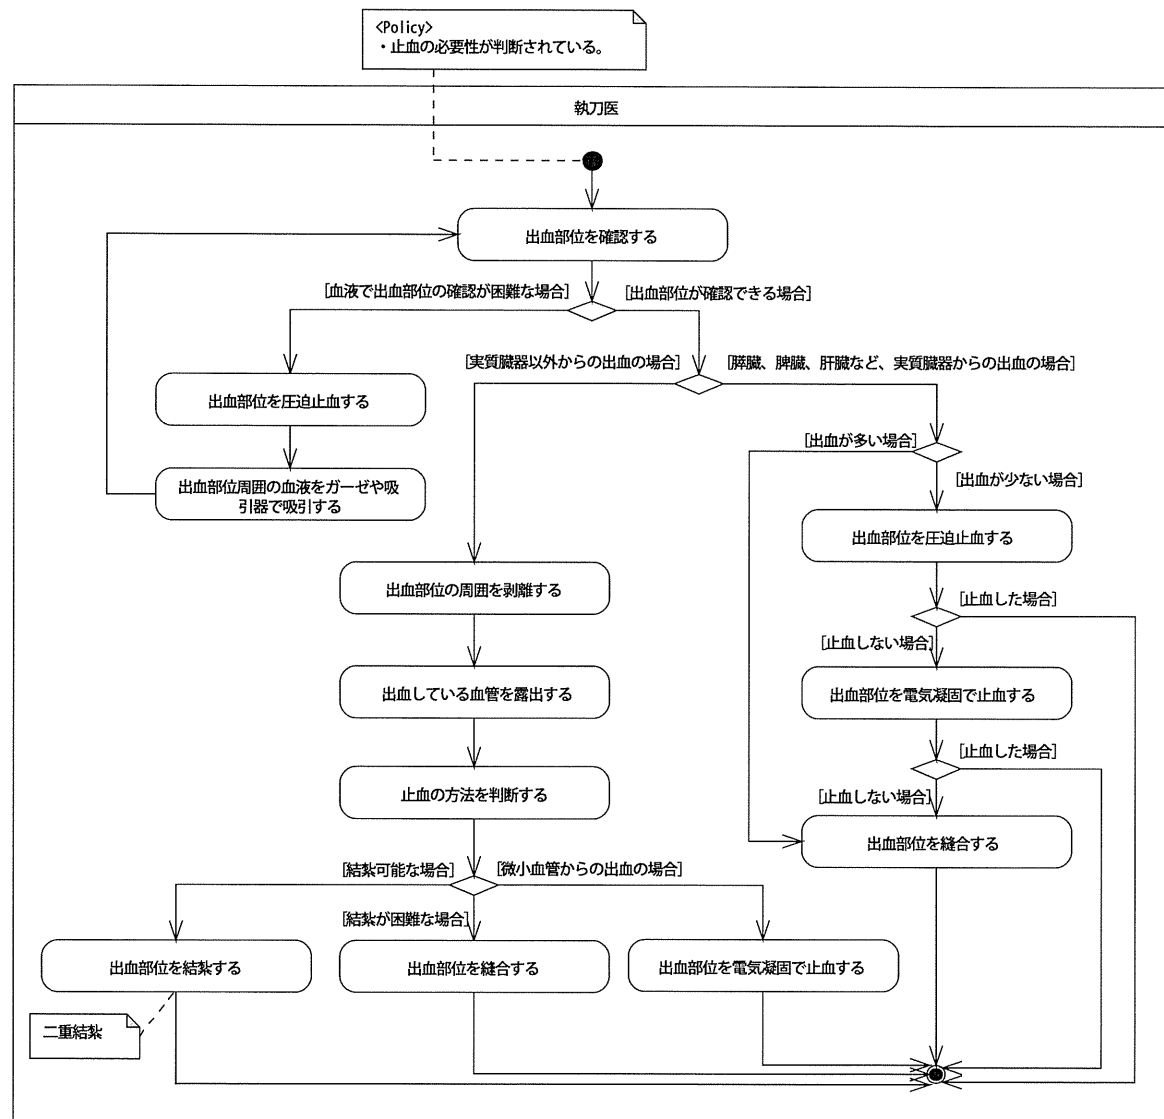 <Policy>
・止血の必要性が判断されている。
執刀医
出血部位を確認する
[血液で出血部位の確認が困難な場合]
[出血部位が確認できる場合]
[実質臓器以外からの出血の場合]
[膵臓、脾臓、肝臓など、実質臓器からの出血の場合]
出血部位を圧迫止血する
[出血が多い場合]
[出血が少ない場合]
出血部位周囲の血液をガーゼや吸
引器で吸引する
出血部位を圧迫止血する
出血部位の周囲を剥離する
[止血した場合]
[止血しない場合]
出血している血管を露出する
出血部位を電気凝固で止血する
[止血した場合]
止血の方法を判断する
[止血しない場合]
出血部位を縫合する
[結紮可能な場合]
[微小血管からの出血の場合]
[結紮が困難な場合]
出血部位を結紮する
出血部位を縫合する
出血部位を電気凝固で止血する
二重結紮